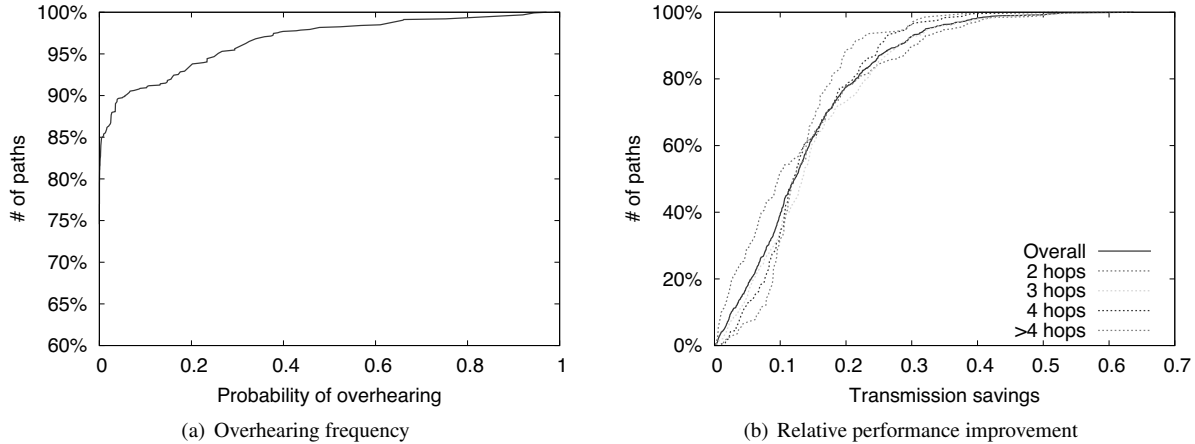 100%
95%
90%
85%
80%
75%
70%
65%
60%
# of paths
0
0.2
0.4
0.6
0.8
1
Probability of overhearing
(a) Overhearing frequency
100%
80%
60%
40%
20%
0%
# of paths
Overall
2 hops
3 hops
4 hops
>4 hops
0
0.1
0.2
0.3
0.4
0.5
0.6
0.7
Transmission savings
(b) Relative performance improvement